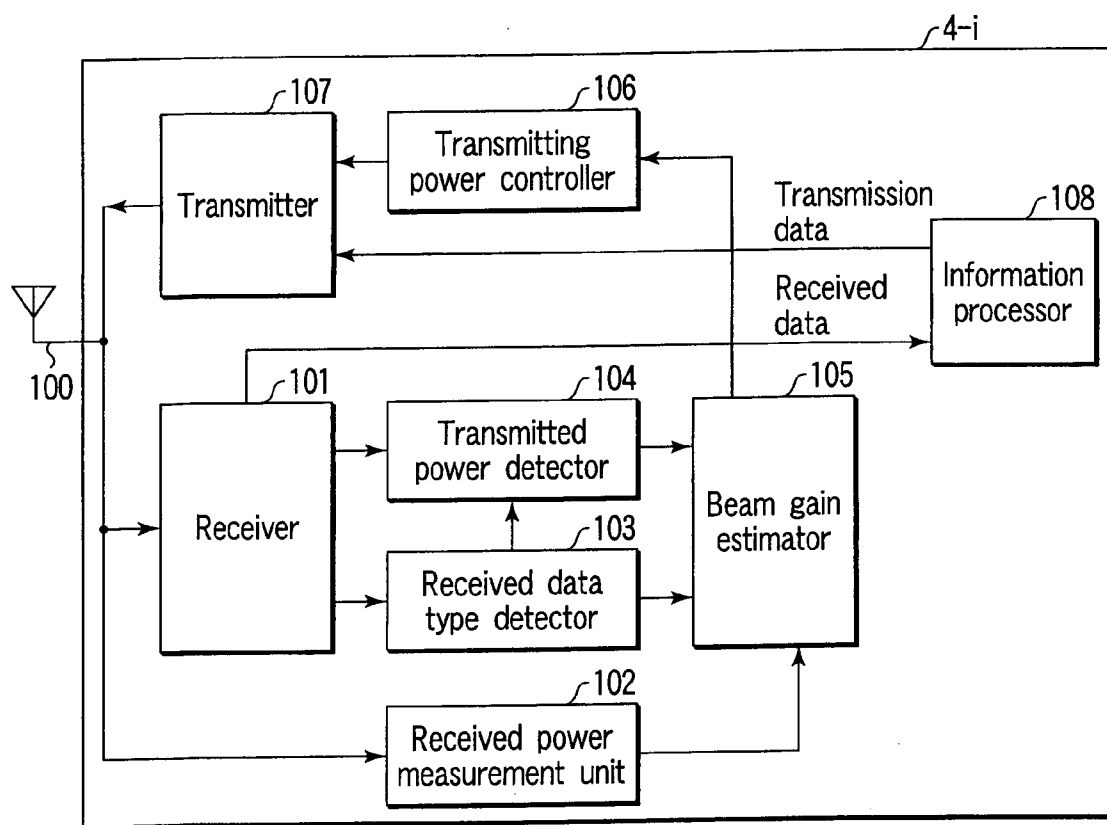 4-i
107
106
Transmitter
Transmitting
power controller
Transmission
data
108
Information
processor
Received
data
100
101
104
105
Receiver
Transmitted
power detector
Beam gain
estimator
103
Received data
type detector
102
Received power
measurement unit